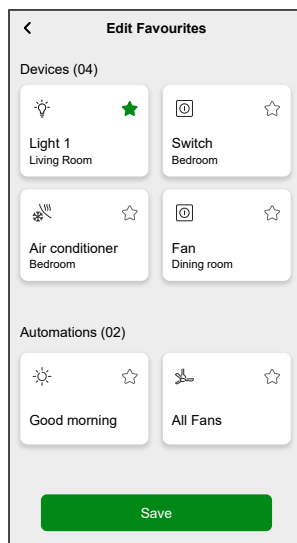 Edit Favourites
Devices (04)
Light 1
Living Room
Switch
Bedroom
Air conditioner
Bedroom
Fan
Dining room
Automations (02)
Good morning
All Fans
Save